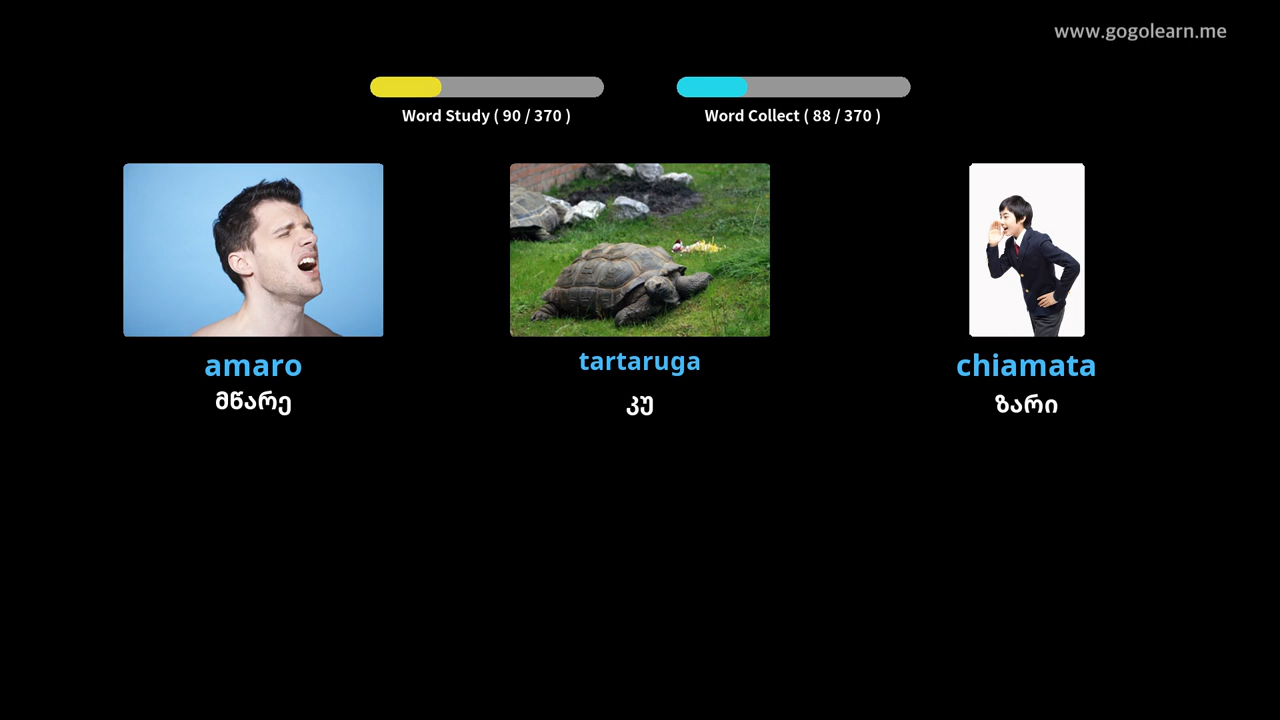 www.gogolearn.me
Word Study ( 90 / 370 )
Word Collect ( 88 / 370 )
amaro
tartaruga
chiamata
მწარე
კუ
ზარი